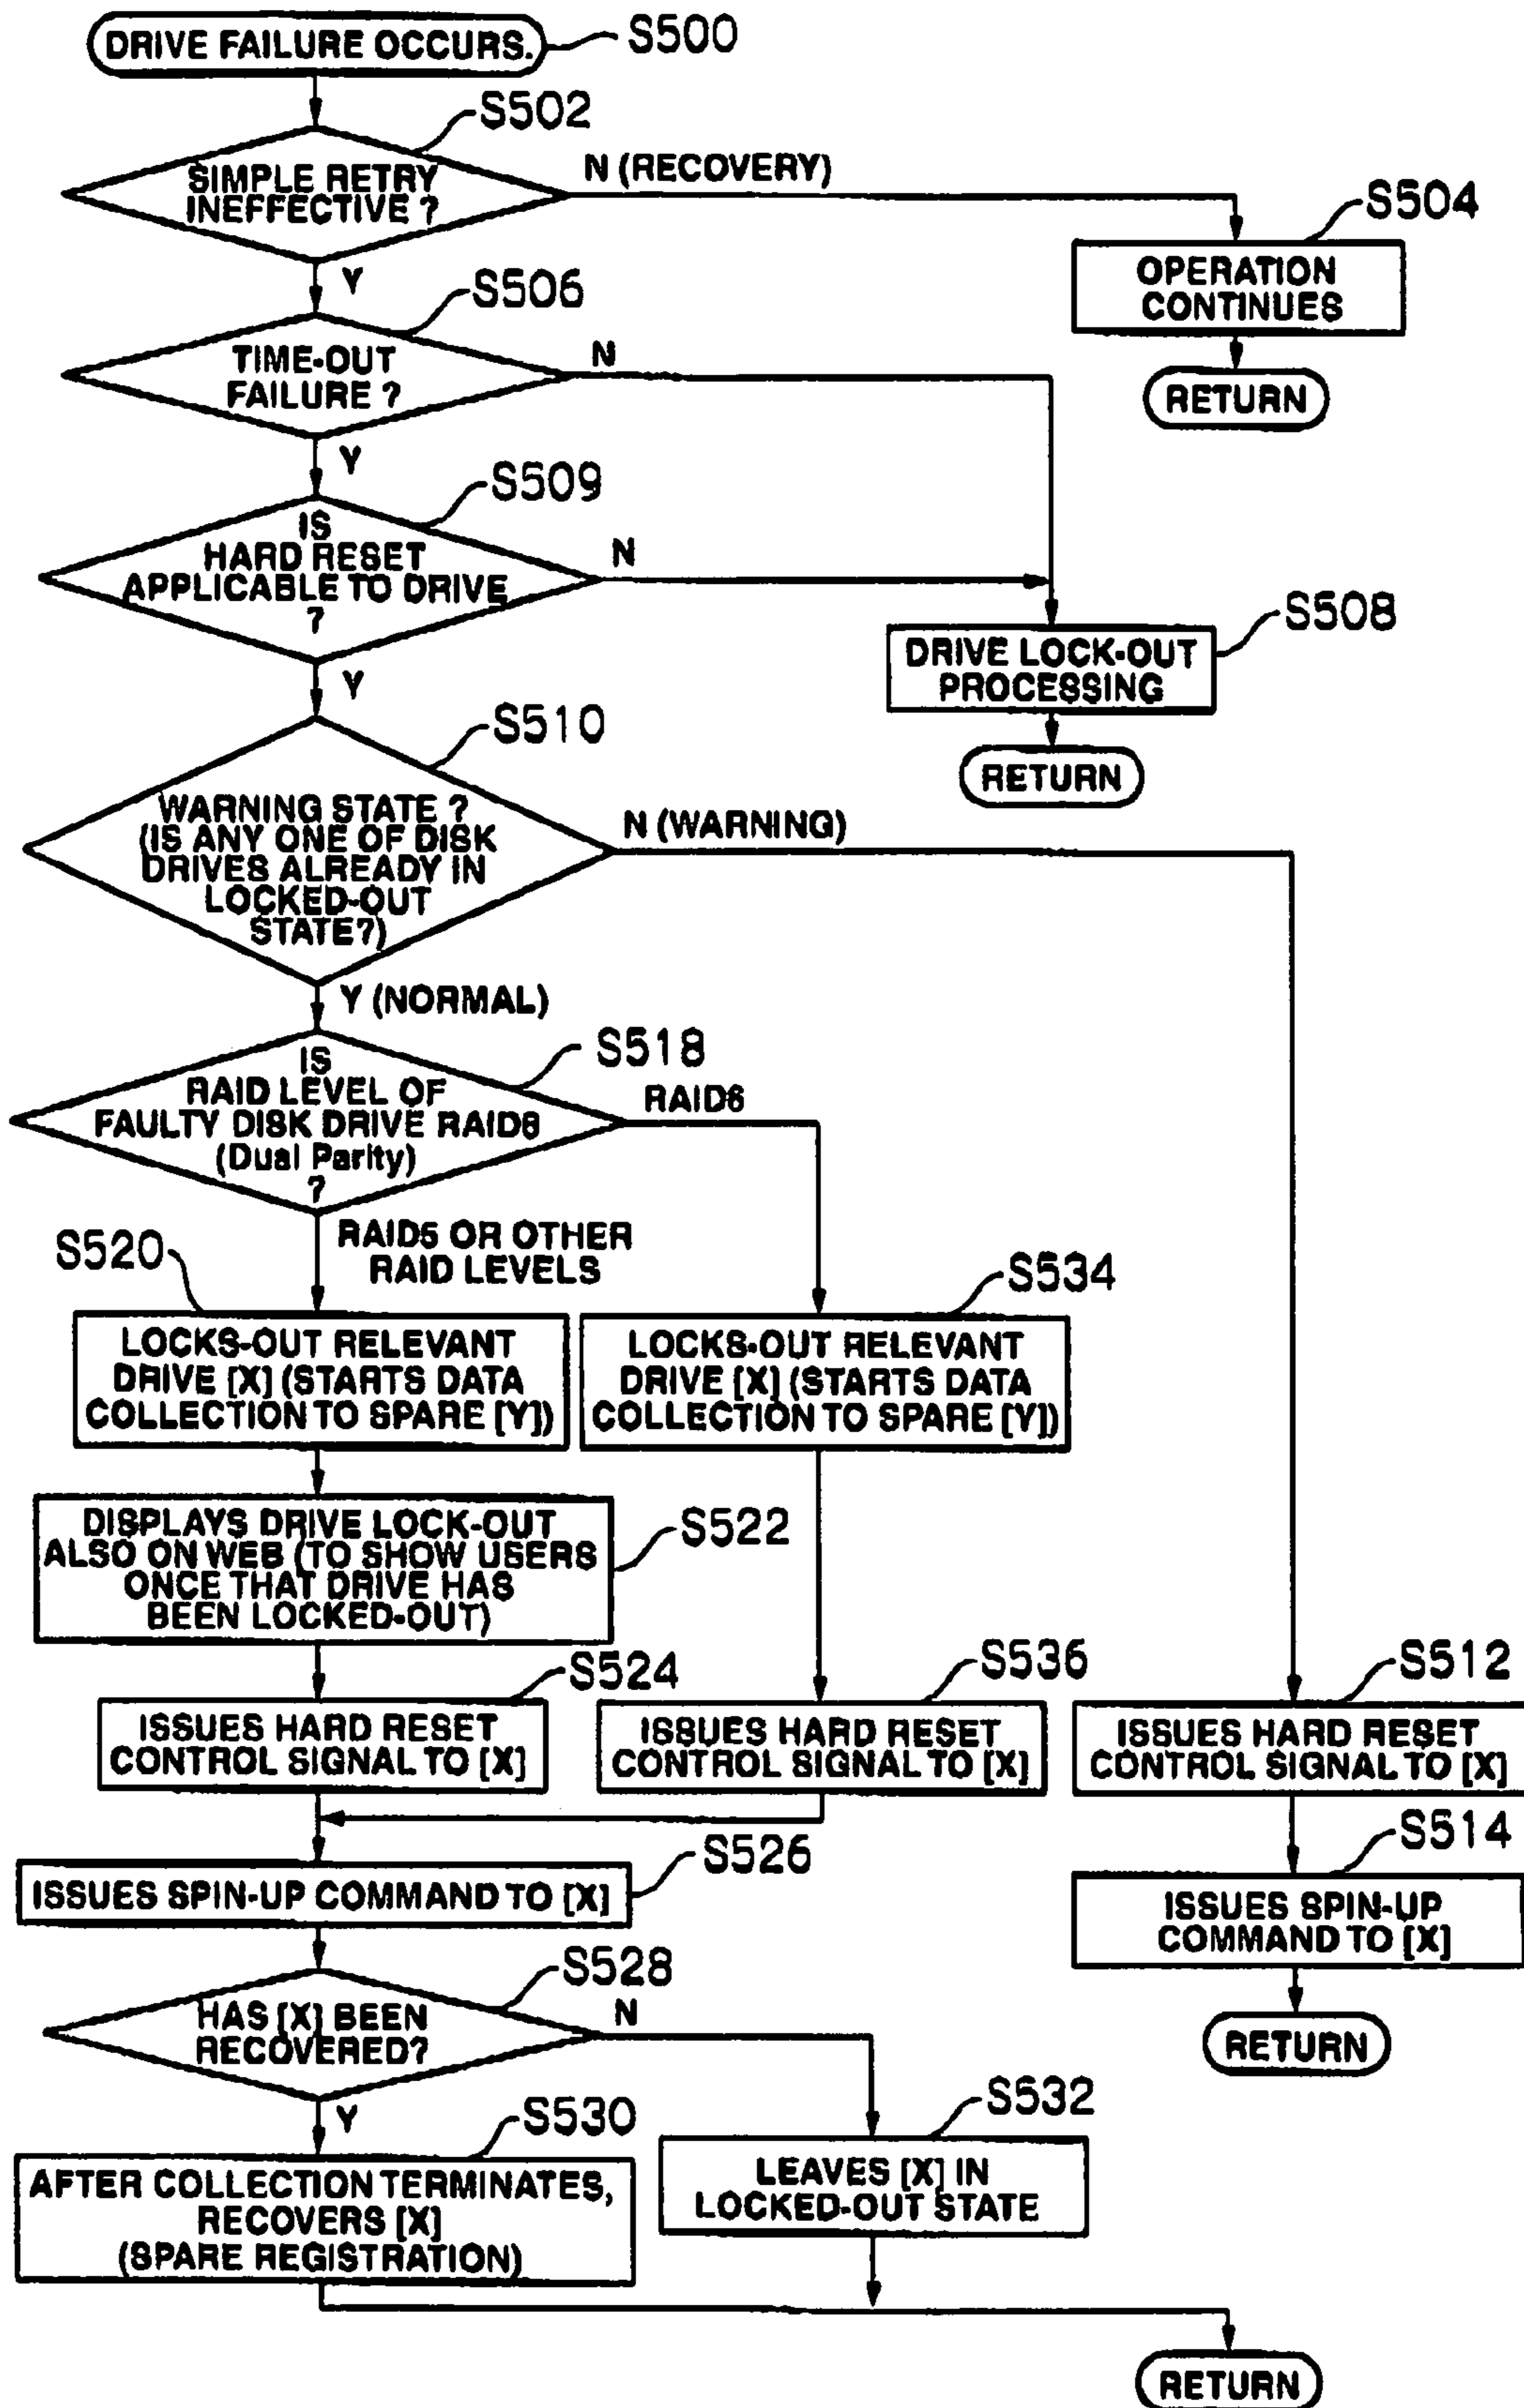 DRIVE FAILURE OCCURS.
S500
S502
SIMPLE RETRY
INEFFECTIVE ?
N (RECOVERY)
S504
OPERATION
CONTINUES
RETURN
Y
S506
TIME-OUT
FAILURE ?
N
Y
S509
IS
HARD RESET
APPLICABLE TO DRIVE
?
N
S508
DRIVE LOCK-OUT
PROCESSING
RETURN
Y
S510
WARNING STATE ?
(IS ANY ONE OF DISK
DRIVES ALREADY IN
LOCKED-OUT
STATE?)
N (WARNING)
Y (NORMAL)
S518
IS
RAID LEVEL OF
FAULTY DISK DRIVE RAID6
(Dual Parity)
?
RAID6
RAID5 OR OTHER
RAID LEVELS
S520
LOCKS-OUT RELEVANT
DRIVE [X] (STARTS DATA
COLLECTION TO SPARE [Y])
S534
LOCKS-OUT RELEVANT
DRIVE [X] (STARTS DATA
COLLECTION TO SPARE [Y])
DISPLAYS DRIVE LOCK-OUT
ALSO ON WEB (TO SHOW USERS
ONCE THAT DRIVE HAS
BEEN LOCKED-OUT)
S522
S524
ISSUES HARD RESET
CONTROL SIGNAL TO [X]
S536
ISSUES HARD RESET
CONTROL SIGNAL TO [X]
S512
ISSUES HARD RESET
CONTROL SIGNAL TO [X]
S526
ISSUES SPIN-UP COMMAND TO [X]
S514
ISSUES SPIN-UP
COMMAND TO [X]
RETURN
S528
HAS [X] BEEN
RECOVERED?
N
Y
S530
AFTER COLLECTION TERMINATES,
RECOVERS [X]
(SPARE REGISTRATION)
S532
LEAVES [X] IN
LOCKED-OUT STATE
RETURN